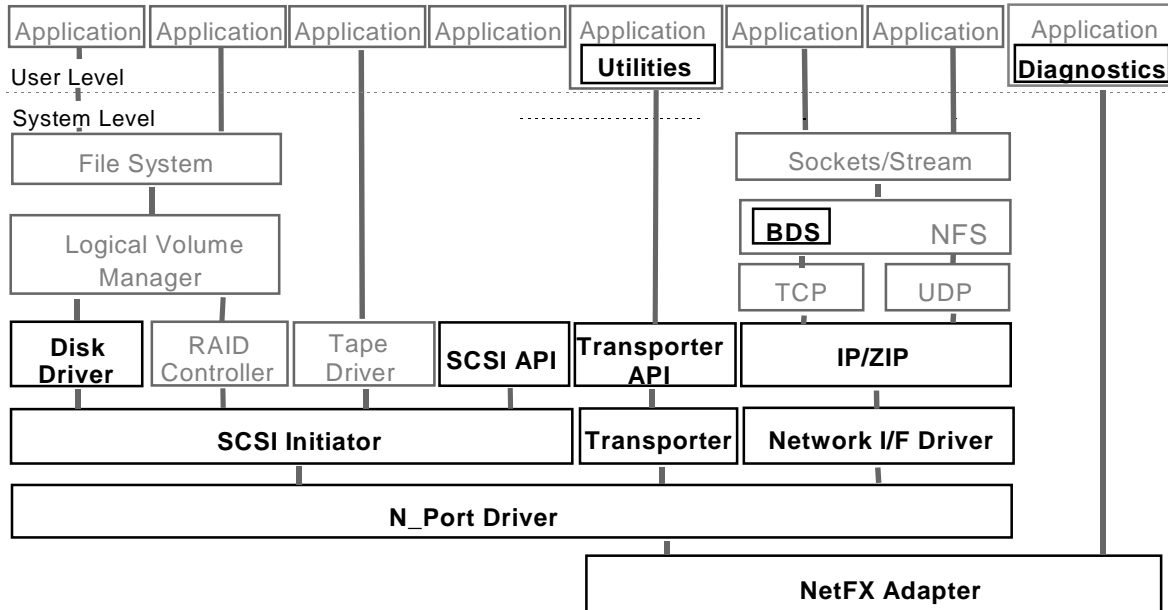 Application Application Application Application Application Application Application Application
Utilities Diagnostics
User Level
System Level
File System Sockets/Stream
BDS NFS
Logical Volume
Manager
TCP UDP
Disk
Driver
RAID
Controller
Tape
Driver
SCSI API
Transporter
API
IP/ZIP
SCSI Initiator Transporter Network I/F Driver
N_Port Driver
NetFX Adapter